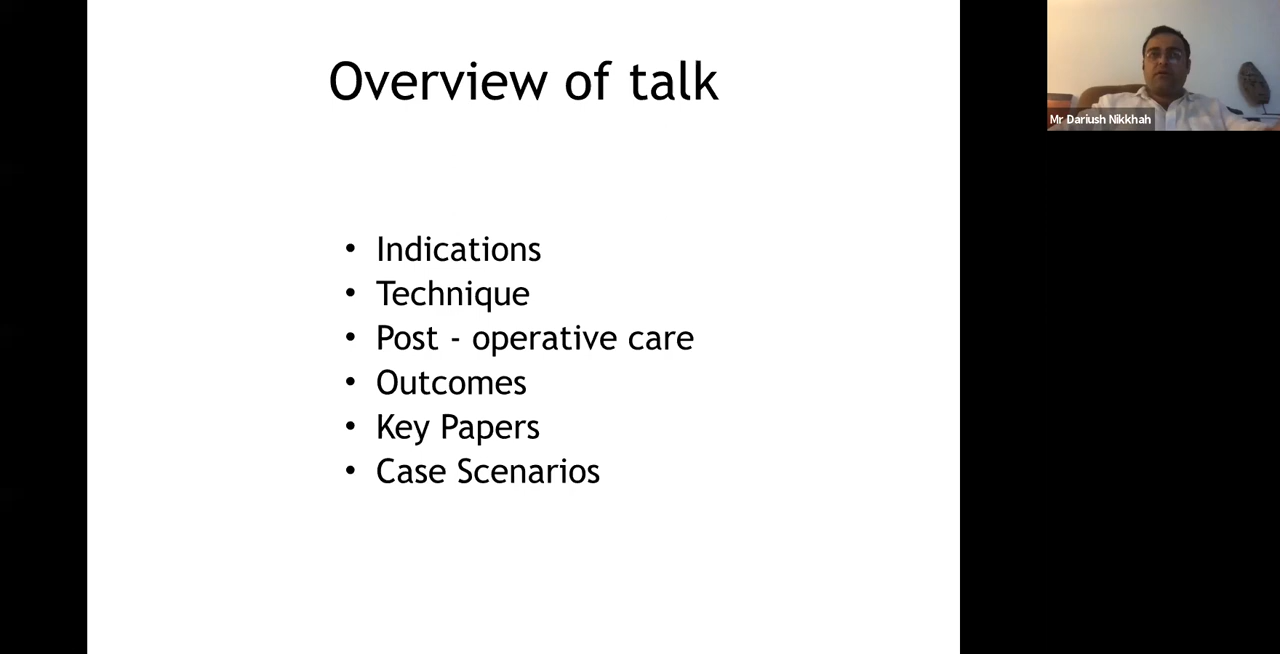 Overview of talk
• Indications
• Technique
• Post - operative care
• Outcomes
• Key Papers
• Case Scenarios
Mr Dariush Nikkhah